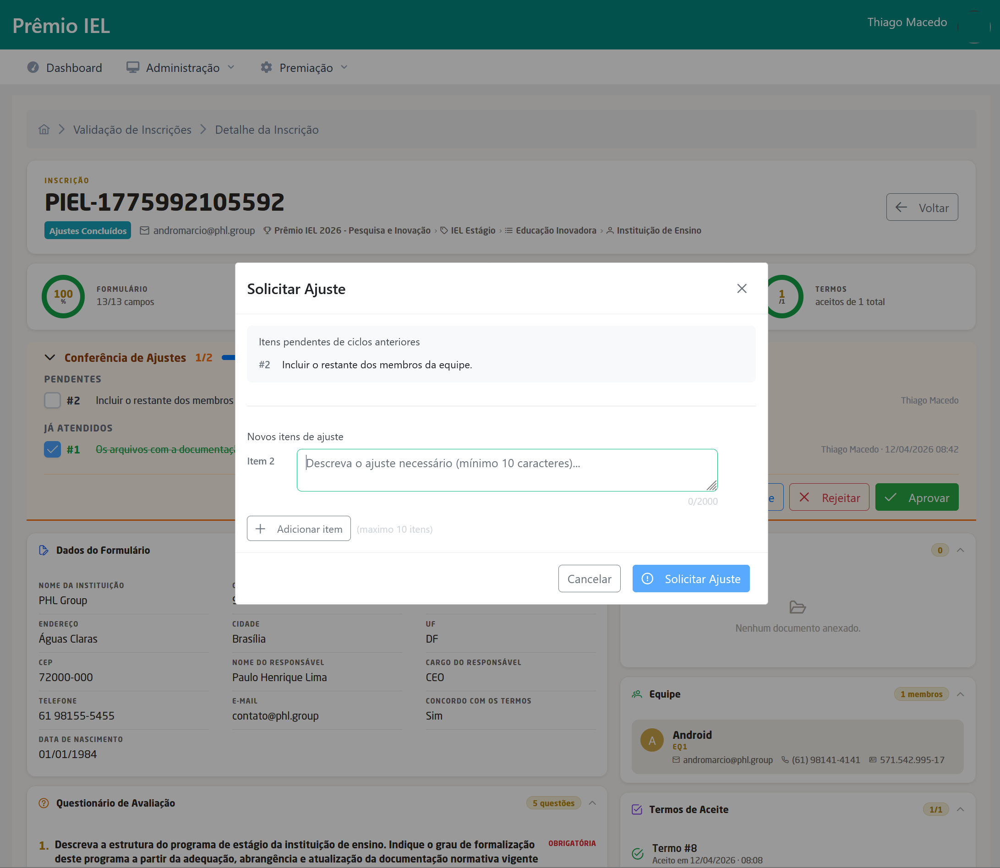 Prêmio IEL
Thiago Macedo
Dashboard
Administração
Premiação
Validação de Inscrições
Detalhe da Inscrição
INSCRIÇÃO
PIEL-1775992105592
Voltar
Ajustes Concluídos
andromarcio@phl.group
Prêmio IEL 2026 - Pesquisa e Inovação › IEL Estágio › Educação Inovadora › Instituição de Ensino
100
%
FORMULÁRIO
13/13 campos
1
/1
TERMOS
aceitos de 1 total
Conferência de Ajustes 1/2
PENDENTES
#2 Incluir o restante dos membros
Thiago Macedo
JÁ ATENDIDOS
#1 Os arquivos com a
Thiago Macedo · 12/04/2026 08:42
e
Rejeitar
Aprovar
Solicitar Ajuste
Itens pendentes de ciclos anteriores
#2 Incluir o restante dos membros da equipe.
Novos itens de ajuste
Item 2
Descreva o ajuste necessário (mínimo 10 caracteres)...
0/2000
Adicionar item
(maximo 10 itens)
Cancelar
Solicitar Ajuste
Dados do Formulário
NOME DA INSTITUIÇÃO
PHL Group
ENDEREÇO
Águas Claras
CIDADE
Brasília
UF
DF
CEP
72000-000
NOME DO RESPONSÁVEL
Paulo Henrique Lima
CARGO DO RESPONSÁVEL
CEO
TELEFONE
61 98155-5455
E-MAIL
contato@phl.group
CONCORDO COM OS TERMOS
Sim
DATA DE NASCIMENTO
01/01/1984
0
Nenhum documento anexado.
Equipe
1 membros
A
Android
EQ1
andromarcio@phl.group (61) 98141-4141 571.542.995-17
Questionário de Avaliação
5 questões
1. Descreva a estrutura do programa de estágio da instituição de ensino. Indique o grau de formalização
deste programa a partir da adequação, abrangência e atualização da documentação normativa vigente
OBRIGATÓRIA
Termos de Aceite
1/1
Termo #8
Aceito em 12/04/2026 · 08:08